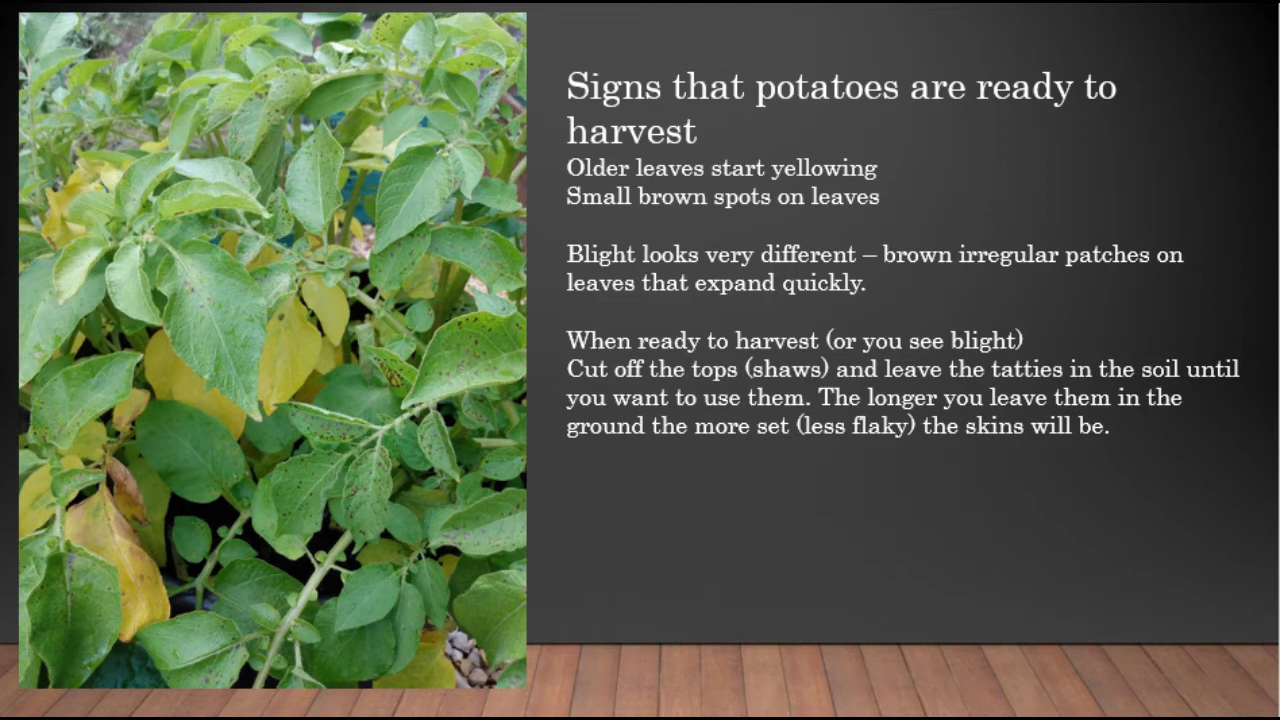 Signs that potatoes are ready to
harvest
Older leaves start yellowing
Small brown spots on leaves
Blight looks very different – brown irregular patches on
leaves that expand quickly.
When ready to harvest (or you see blight)
Cut off the tops (shaws) and leave the tatties in the soil until
you want to use them. The longer you leave them in the
ground the more set (less flaky) the skins will be.